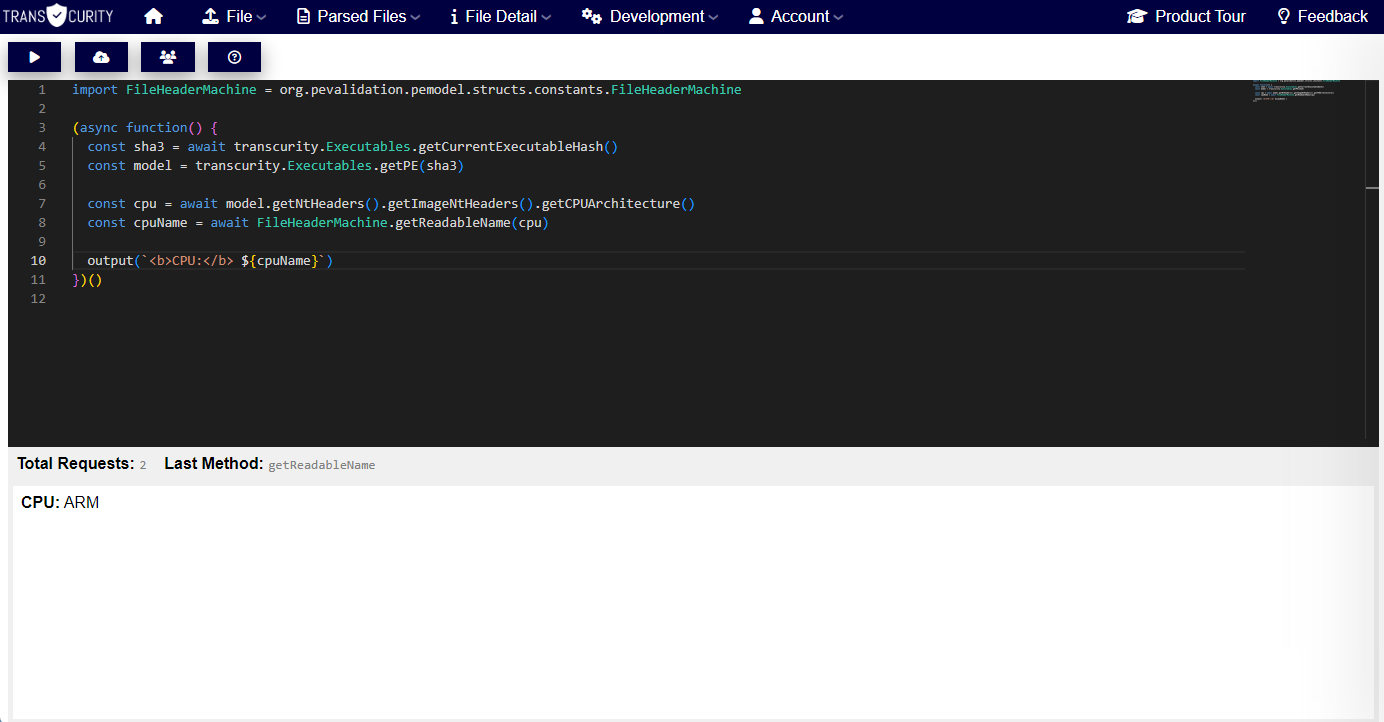 TRANSCURITY File Parsed Files File Detail Development Account Product Tour Feedback
1 import FileHeaderMachine = org.pevalidation.pemodel.structs.constants.FileHeaderMachine
2
3 (async function() {
4 const sha3 = await transcurity.Executables.getCurrentExecutableHash()
5 const model = transcurity.Executables.getPE(sha3)
6
7 const cpu = await model.getNtHeaders().getImageNtHeaders().getCPUArchitecture()
8 const cpuName = await FileHeaderMachine.getReadableName(cpu)
9
10 output(`<b>CPU:</b> ${cpuName}`)
11 })()
12
Total Requests: 2 Last Method: getReadableName
CPU: ARM